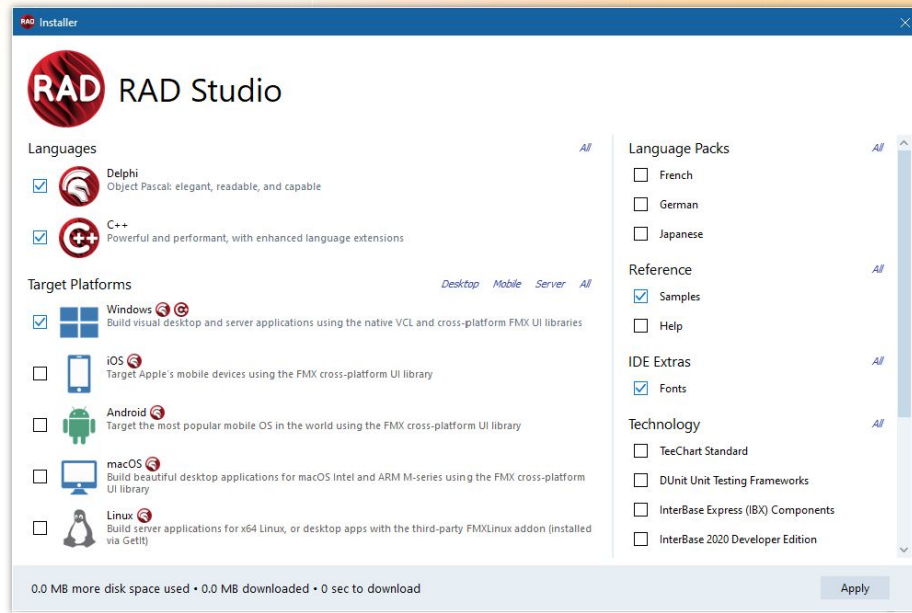 RAD Installer
RAD RAD Studio
Languages All
Delphi
Object Pascal: elegant, readable, and capable
C++ C++
Powerful and performant, with enhanced language extensions
Target Platforms Desktop Mobile Server All
Windows
Build visual desktop and server applications using the native VCL and cross-platform FMX UI libraries
iOS
Target Apple's mobile devices using the FMX cross-platform UI library
Android
Target the most popular mobile OS in the world using the FMX cross-platform UI library
macOS
Build beautiful desktop applications for macOS Intel and ARM M-series using the FMX cross-platform
UI library
Linux
Build server applications for x64 Linux, or desktop apps with the third-party FMXLinux addon (installed
via GetIt)
Language Packs All
French
German
Japanese
Reference All
Samples
Help
IDE Extras All
Fonts
Technology All
TeeChart Standard
DUnit Unit Testing Frameworks
InterBase Express (IBX) Components
InterBase 2020 Developer Edition
0.0 MB more disk space used • 0.0 MB downloaded • 0 sec to download
Apply